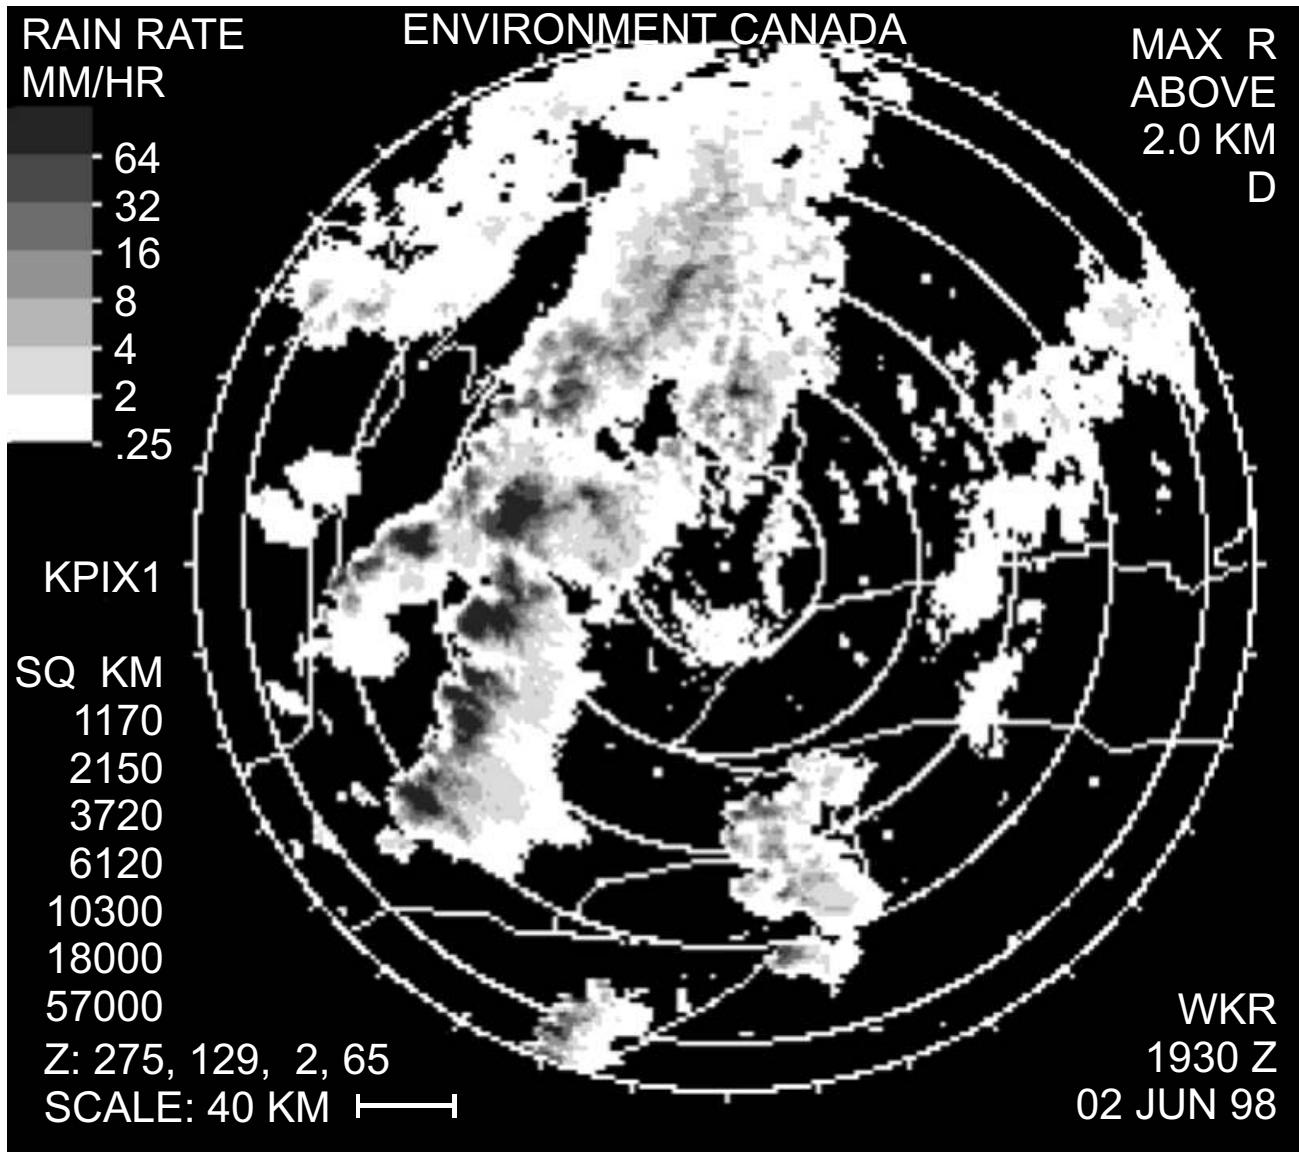 RAIN RATE
MM/HR
64
32
16
8
4
2
.25
ENVIRONMENT CANADA
MAX R
ABOVE
2.0 KM
D
KPIX1
SQ KM
1170
2150
3720
6120
10300
18000
57000
Z: 275, 129, 2, 65
SCALE: 40 KM
WKR
1930 Z
02 JUN 98